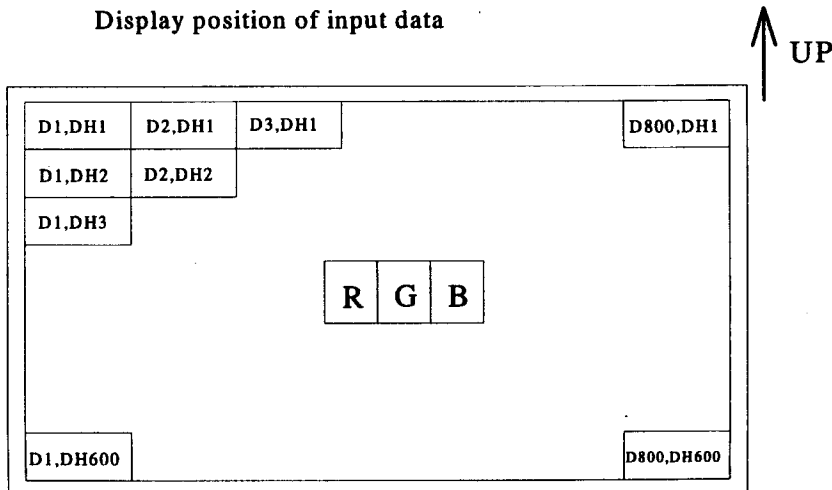 Display position of input data
UP
D1,DH1 D2,DH1 D3,DH1 D800,DH1
D1,DH2 D2,DH2
D1,DH3
R G B
D1,DH600 D800,DH600